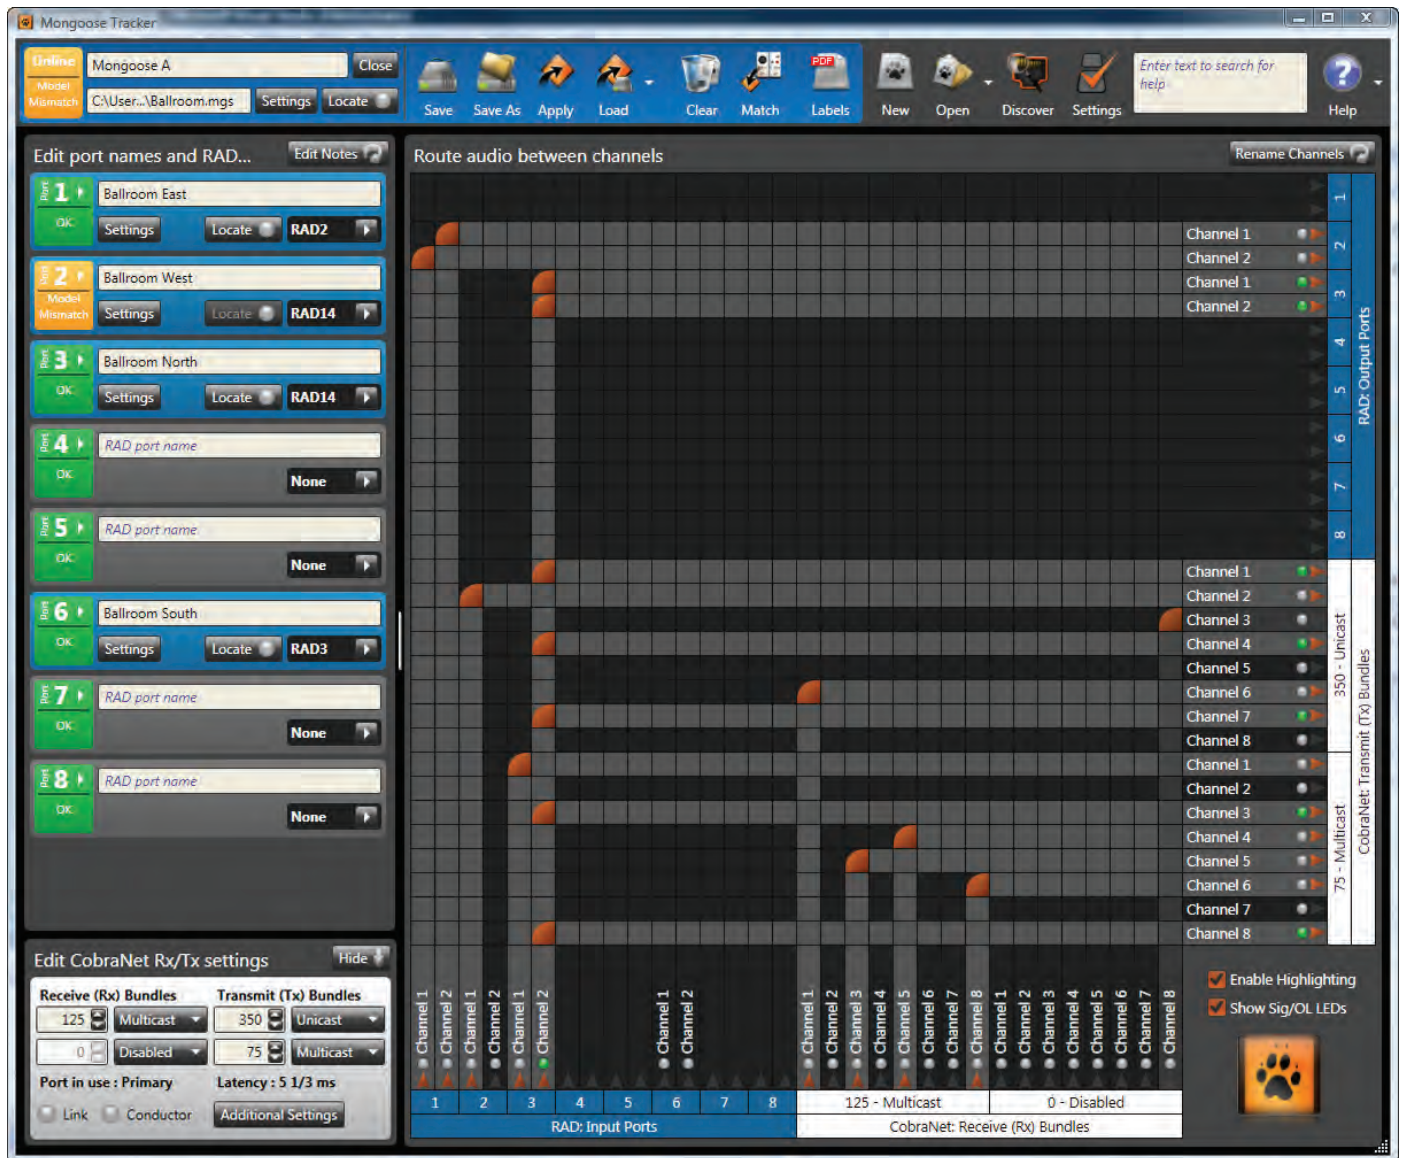 Mongoose Tracker
Online
Model
Mismatch
Mongoose A
Close
C:\User...\Ballroom.mgs
Settings
Locate
Save
Save As
Apply
Load
Clear
Match
PDF
Labels
New
Open
Discover
Settings
Enter text to search for
help
Help
Edit port names and RAD...
Edit Notes
Port
1
OK
Ballroom East
Settings
Locate
RAD2
Port
2
Model
Mismatch
Ballroom West
Settings
Locate
RAD14
Port
3
OK
Ballroom North
Settings
Locate
RAD14
Port
4
OK
RAD port name
None
Port
5
OK
RAD port name
None
Port
6
OK
Ballroom South
Settings
Locate
RAD3
Port
7
OK
RAD port name
None
Port
8
OK
RAD port name
None
Edit CobraNet Rx/Tx settings
Hide
Receive (Rx) Bundles
Transmit (Tx) Bundles
125
Multicast
350
Unicast
0
Disabled
75
Multicast
Port in use : Primary
Latency : 5 1/3 ms
Link
Conductor
Additional Settings
Route audio between channels
Rename Channels
1
Channel 1
2
Channel 2
Channel 1
3
Channel 2
4
5
6
7
8
RAD: Output Ports
Channel 1
Channel 2
Channel 3
Channel 4
Channel 5
Channel 6
Channel 7
Channel 8
350 - Unicast
Channel 1
Channel 2
Channel 3
Channel 4
Channel 5
Channel 6
Channel 7
Channel 8
75 - Multicast
CobraNet: Transmit (Tx) Bundles
Channel 1
Channel 2
Channel 1
Channel 2
Channel 1
Channel 2
Channel 1
Channel 2
Channel 1
Channel 2
Channel 3
Channel 4
Channel 5
Channel 6
Channel 7
Channel 8
Channel 1
Channel 2
Channel 3
Channel 4
Channel 5
Channel 6
Channel 7
Channel 8
1 2 3 4 5 6 7 8
125 - Multicast
0 - Disabled
RAD: Input Ports
CobraNet: Receive (Rx) Bundles
Enable Highlighting
Show Sig/OL LEDs